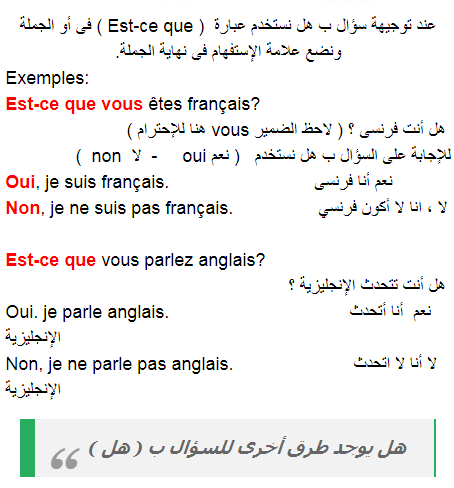 عند توجيهة سؤال ب هل نستخدم عبارة ( Est-ce que ) فى أو الجملة
ونضع علامة الإستفهام فى نهاية الجملة.
Exemples:
Est-ce que vous êtes français?
هل أنت فرنسى ؟ ( لاحظ الضمير vous هنا للإحترام )
للإجابة على السؤال ب هل نستخدم ( نعم oui - لا non )
Oui, je suis français. نعم أنا فرنسى
Non, je ne suis pas français. لا ، انا لا أكون فرنسي
Est-ce que vous parlez anglais?
هل أنت تتحدث الإنجليزية ؟
Oui. je parle anglais. نعم أنا أتحدث
الإنجليزية
Non, je ne parle pas anglais. لا أنا لا اتحدث
الإنجليزية
هل يوجد طرق أخرى للسؤال ب ( هل )